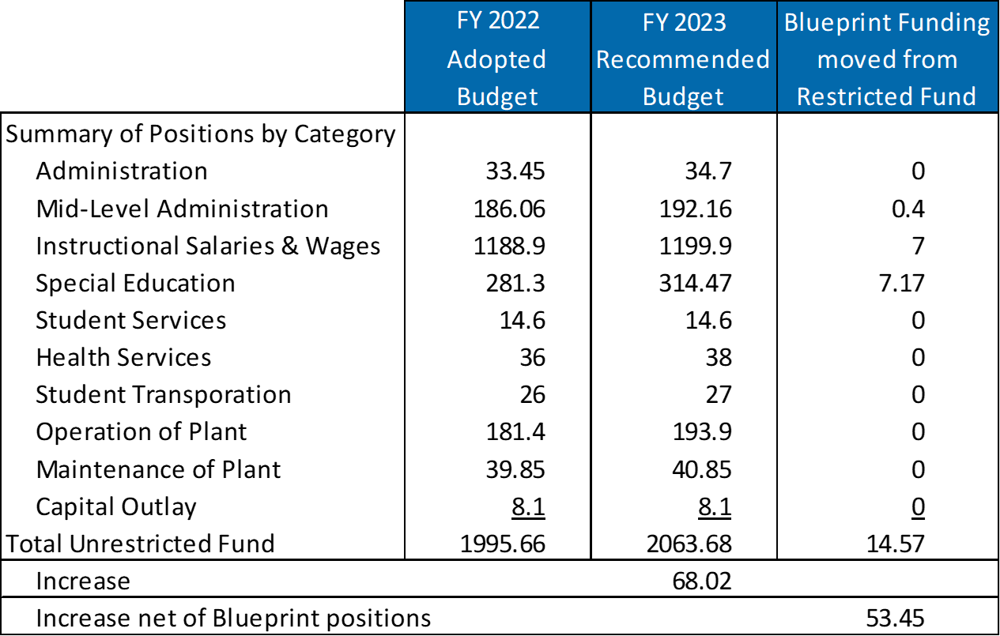 FY 2022 FY 2023 Blueprint Funding
Adopted Recommended moved from
Budget Budget Restricted Fund
Summary of Positions by Category
Administration 33.45 34.7 0
Mid-Level Administration 186.06 192.16 0.4
Instructional Salaries & Wages 1188.9 1199.9 7
Special Education 281.3 314.47 7.17
Student Services 14.6 14.6 0
Health Services 36 38 0
Student Transporation 26 27 0
Operation of Plant 181.4 193.9 0
Maintenance of Plant 39.85 40.85 0
Capital Outlay 8.1 8.1 0
Total Unrestricted Fund 1995.66 2063.68 14.57
Increase 68.02
Increase net of Blueprint positions 53.45